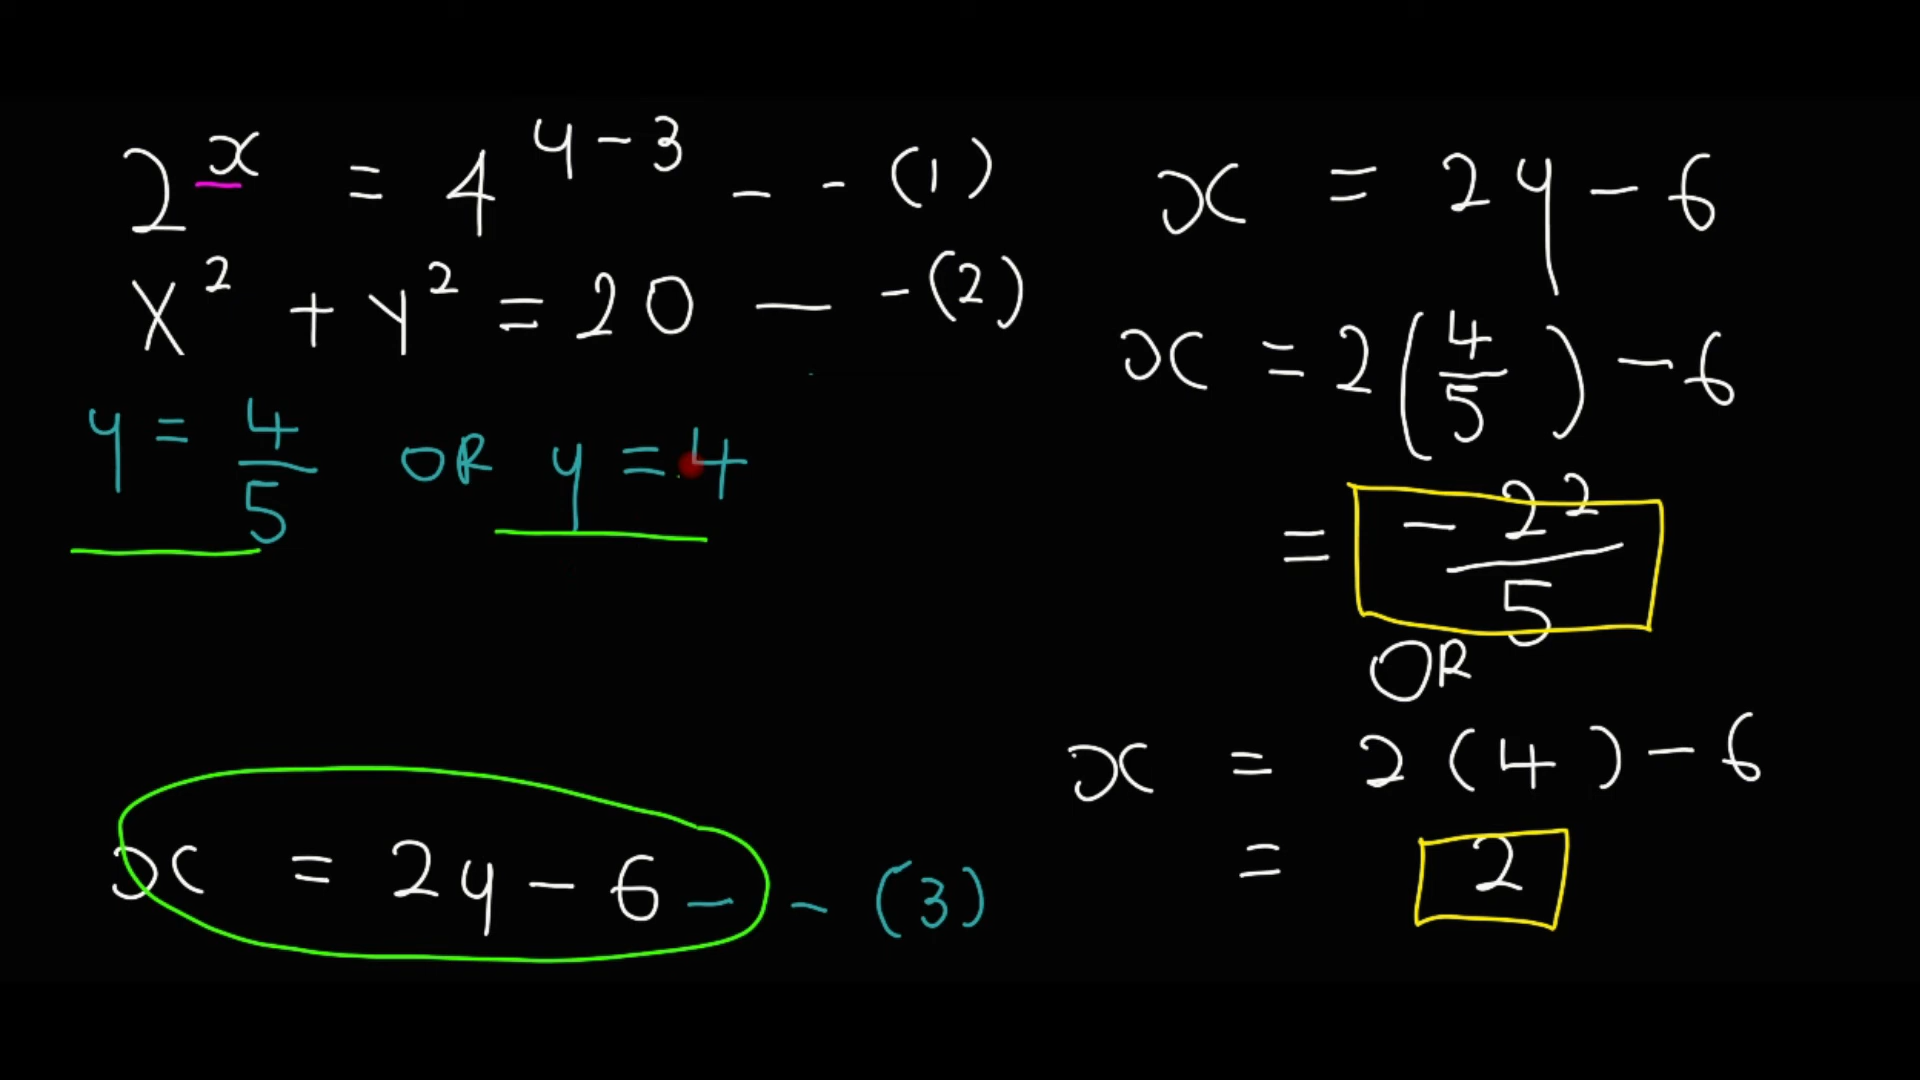 2^x = 4^{y-3} - - (1)
x² + y² = 20 - - (2)
y = 4/5 OR y = 4
x = 2y - 6 - - (3)
x = 2y - 6
x = 2(4/5) - 6
= -22/5
OR
x = 2(4) - 6
= 2